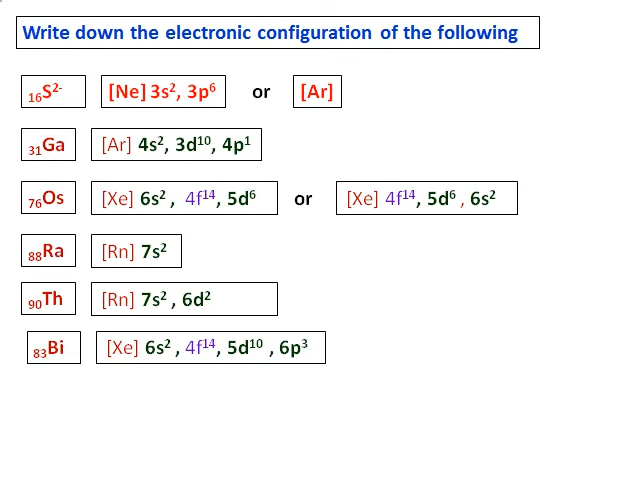 Write down the electronic configuration of the following
₁₆S²⁻ [Ne] 3s², 3p⁶ or [Ar]
₃₁Ga [Ar] 4s², 3d¹⁰, 4p¹
₇₆Os [Xe] 6s² , 4f¹⁴, 5d⁶ or [Xe] 4f¹⁴, 5d⁶ , 6s²
₈₈Ra [Rn] 7s²
₉₀Th [Rn] 7s² , 6d²
₈₃Bi [Xe] 6s² , 4f¹⁴, 5d¹⁰ , 6p³